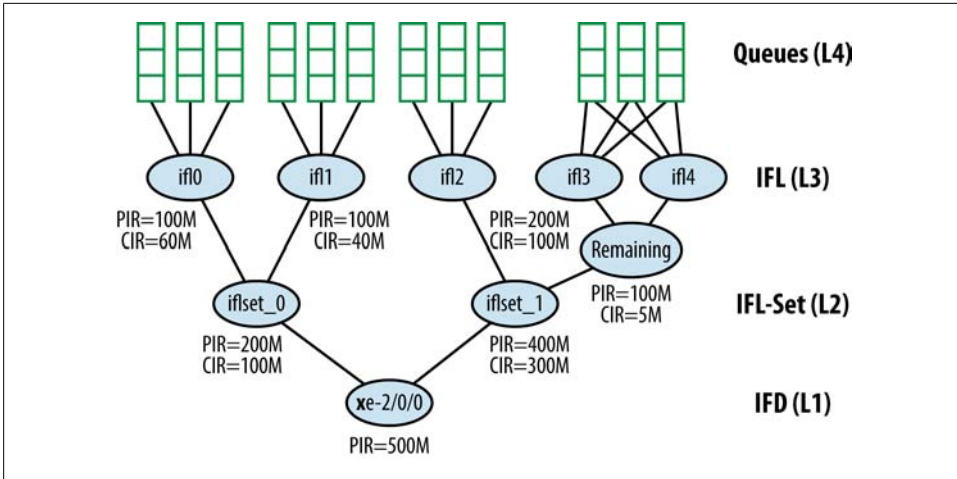 Queues (L4)
ifl0
ifl1
ifl2
ifl3
ifl4
IFL (L3)
PIR=100M
CIR=60M
PIR=100M
CIR=40M
PIR=200M
CIR=100M
Remaining
iflset_0
iflset_1
PIR=100M
CIR=5M
IFL-Set (L2)
PIR=200M
CIR=100M
PIR=400M
CIR=300M
xe-2/0/0
IFD (L1)
PIR=500M